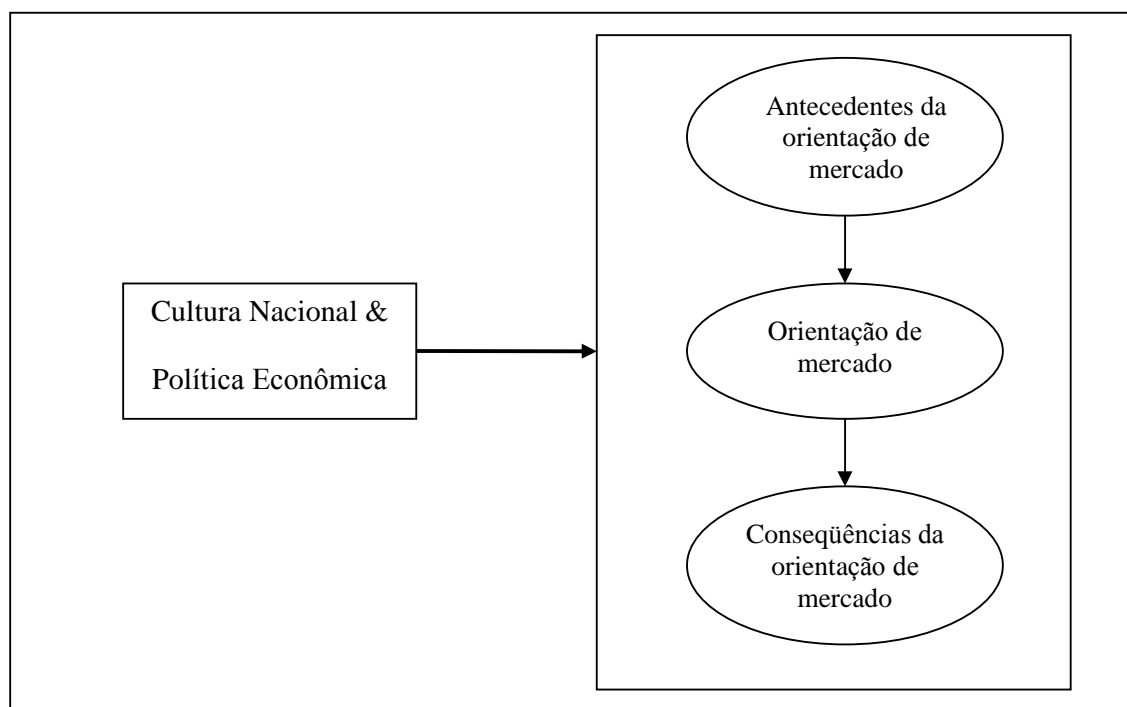 Antecedentes da
orientação de
mercado
Cultura Nacional &
Política Econômica
Orientação de
mercado
Conseqüências da
orientação de
mercado